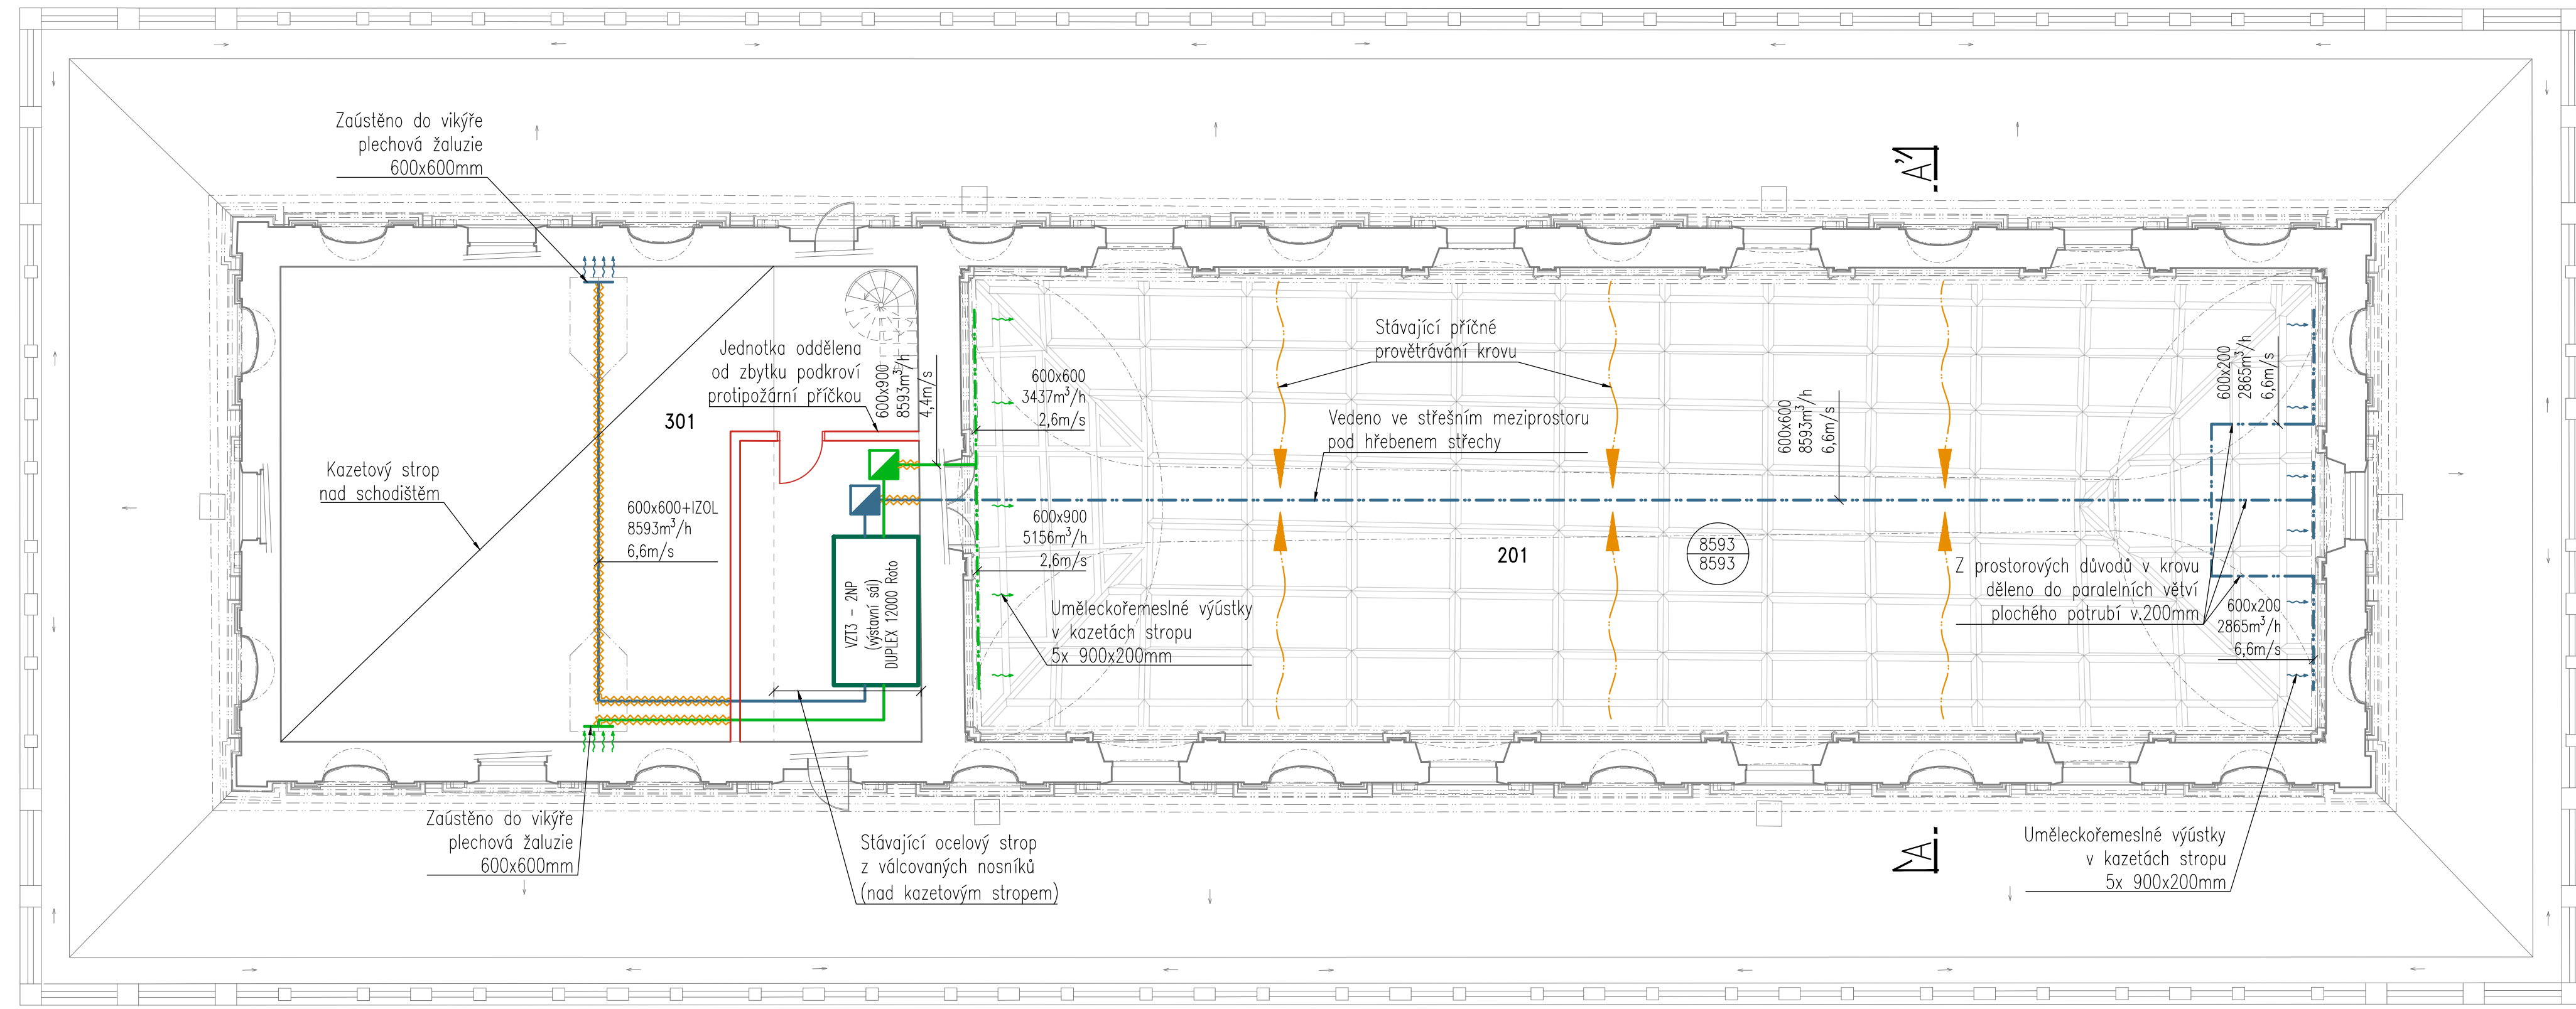 Zaústěno do vikýře
plechová žaluzie
600x600mm
A'1
Jednotka oddělena
od zbytku podkroví
protipožární příčkou
600x900
8593m³/h
4,4m/s
301
Kazetový strop
nad schodištěm
600x600+IZOL
8593m³/h
6,6m/s
VZT3 - 2NP
(výstavní sál)
DUPLEX 12000 Roto
600x600
3437m³/h
2,6m/s
600x900
5156m³/h
2,6m/s
Uměleckořemeslné výústky
v kazetách stropu
5x 900x200mm
Stávající příčné
provětrávání krovu
Vedeno ve střešním meziprostoru
pod hřebenem střechy
201
8593
8593
600x600
8593m³/h
6,6m/s
600x200
2865m³/h
6,6m/s
Z prostorových důvodů v krovu
děleno do paralelních větví
plochého potrubí v.200mm
600x200
2865m³/h
6,6m/s
Zaústěno do vikýře
plechová žaluzie
600x600mm
Stávající ocelový strop
z válcovaných nosníků
(nad kazetovým stropem)
Uměleckořemeslné výústky
v kazetách stropu
5x 900x200mm